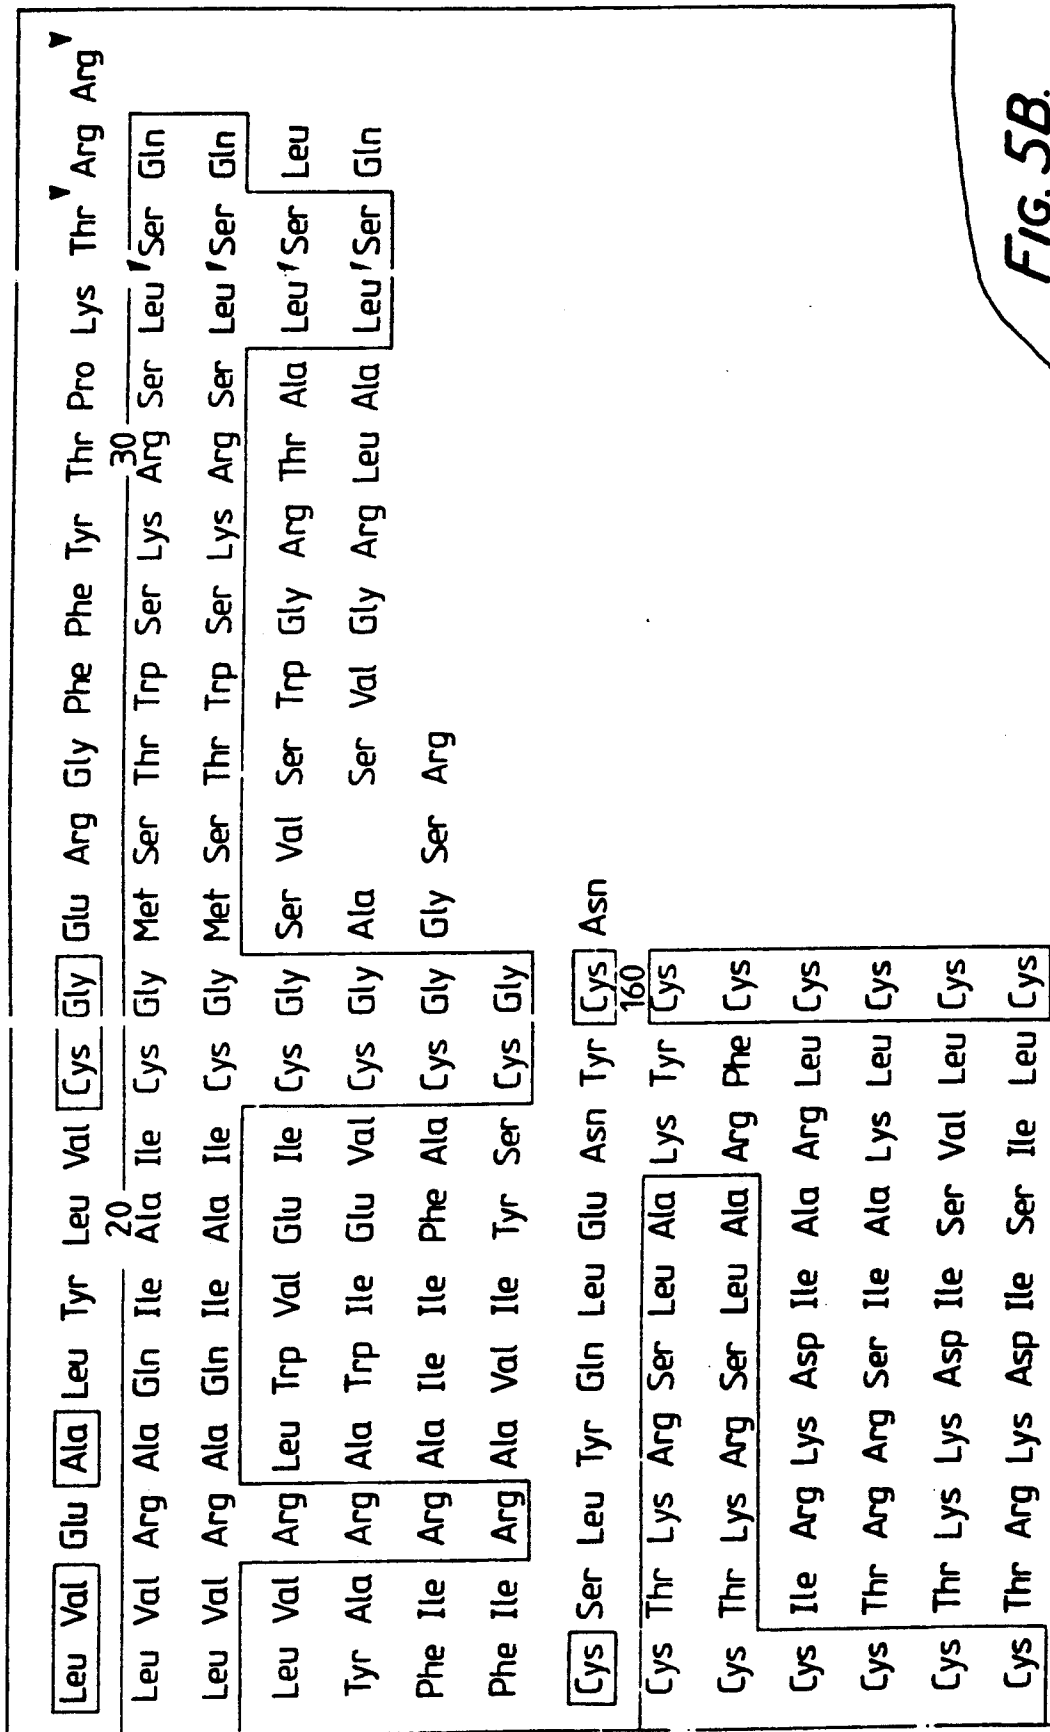 Leu Val Glu Ala Leu Tyr Leu Val Cys Gly Glu Arg Gly Phe Phe Tyr Thr Pro Lys Thr Arg Arg
20 30
Leu Val Arg Ala Gln Ile Ala Ile Cys Gly Met Ser Thr Trp Ser Lys Arg Ser Leu Ser Gln
Leu Val Arg Ala Gln Ile Ala Ile Cys Gly Met Ser Thr Trp Ser Lys Arg Ser Leu Ser Gln
Leu Val Arg Leu Trp Val Glu Ile Cys Gly Ser Val Ser Trp Gly Arg Thr Ala Leu Ser Leu
Tyr Ala Arg Ala Trp Ile Glu Val Cys Gly Ala Ser Val Gly Arg Leu Ala Leu Ser Gln
Phe Ile Arg Ala Ile Ile Phe Ala Cys Gly Gly Ser Arg
Phe Ile Arg Ala Val Ile Tyr Ser Cys Gly
Cys Ser Leu Tyr Gln Leu Glu Asn Tyr Cys Asn
160
Cys Thr Lys Arg Ser Leu Ala Lys Tyr Cys
Cys Thr Lys Arg Ser Leu Ala Arg Phe Cys
Cys Ile Arg Lys Asp Ile Ala Arg Leu Cys
Cys Thr Arg Arg Ser Ile Ala Lys Leu Cys
Cys Thr Lys Lys Asp Ile Ser Val Leu Cys
Cys Thr Arg Lys Asp Ile Ser Ile Leu Cys
FIG. 5B.